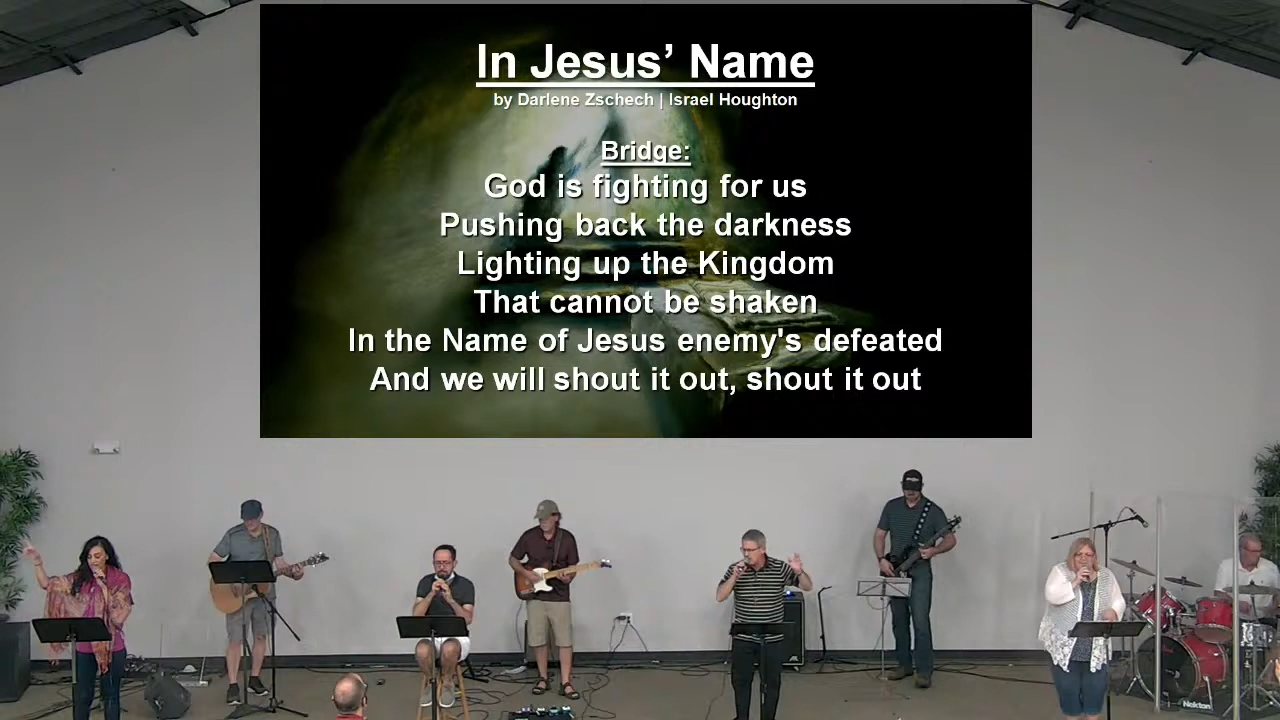 In Jesus’ Name
by Darlene Zschech | Israel Houghton
Bridge:
God is fighting for us
Pushing back the darkness
Lighting up the Kingdom
That cannot be shaken
In the Name of Jesus enemy's defeated
And we will shout it out, shout it out